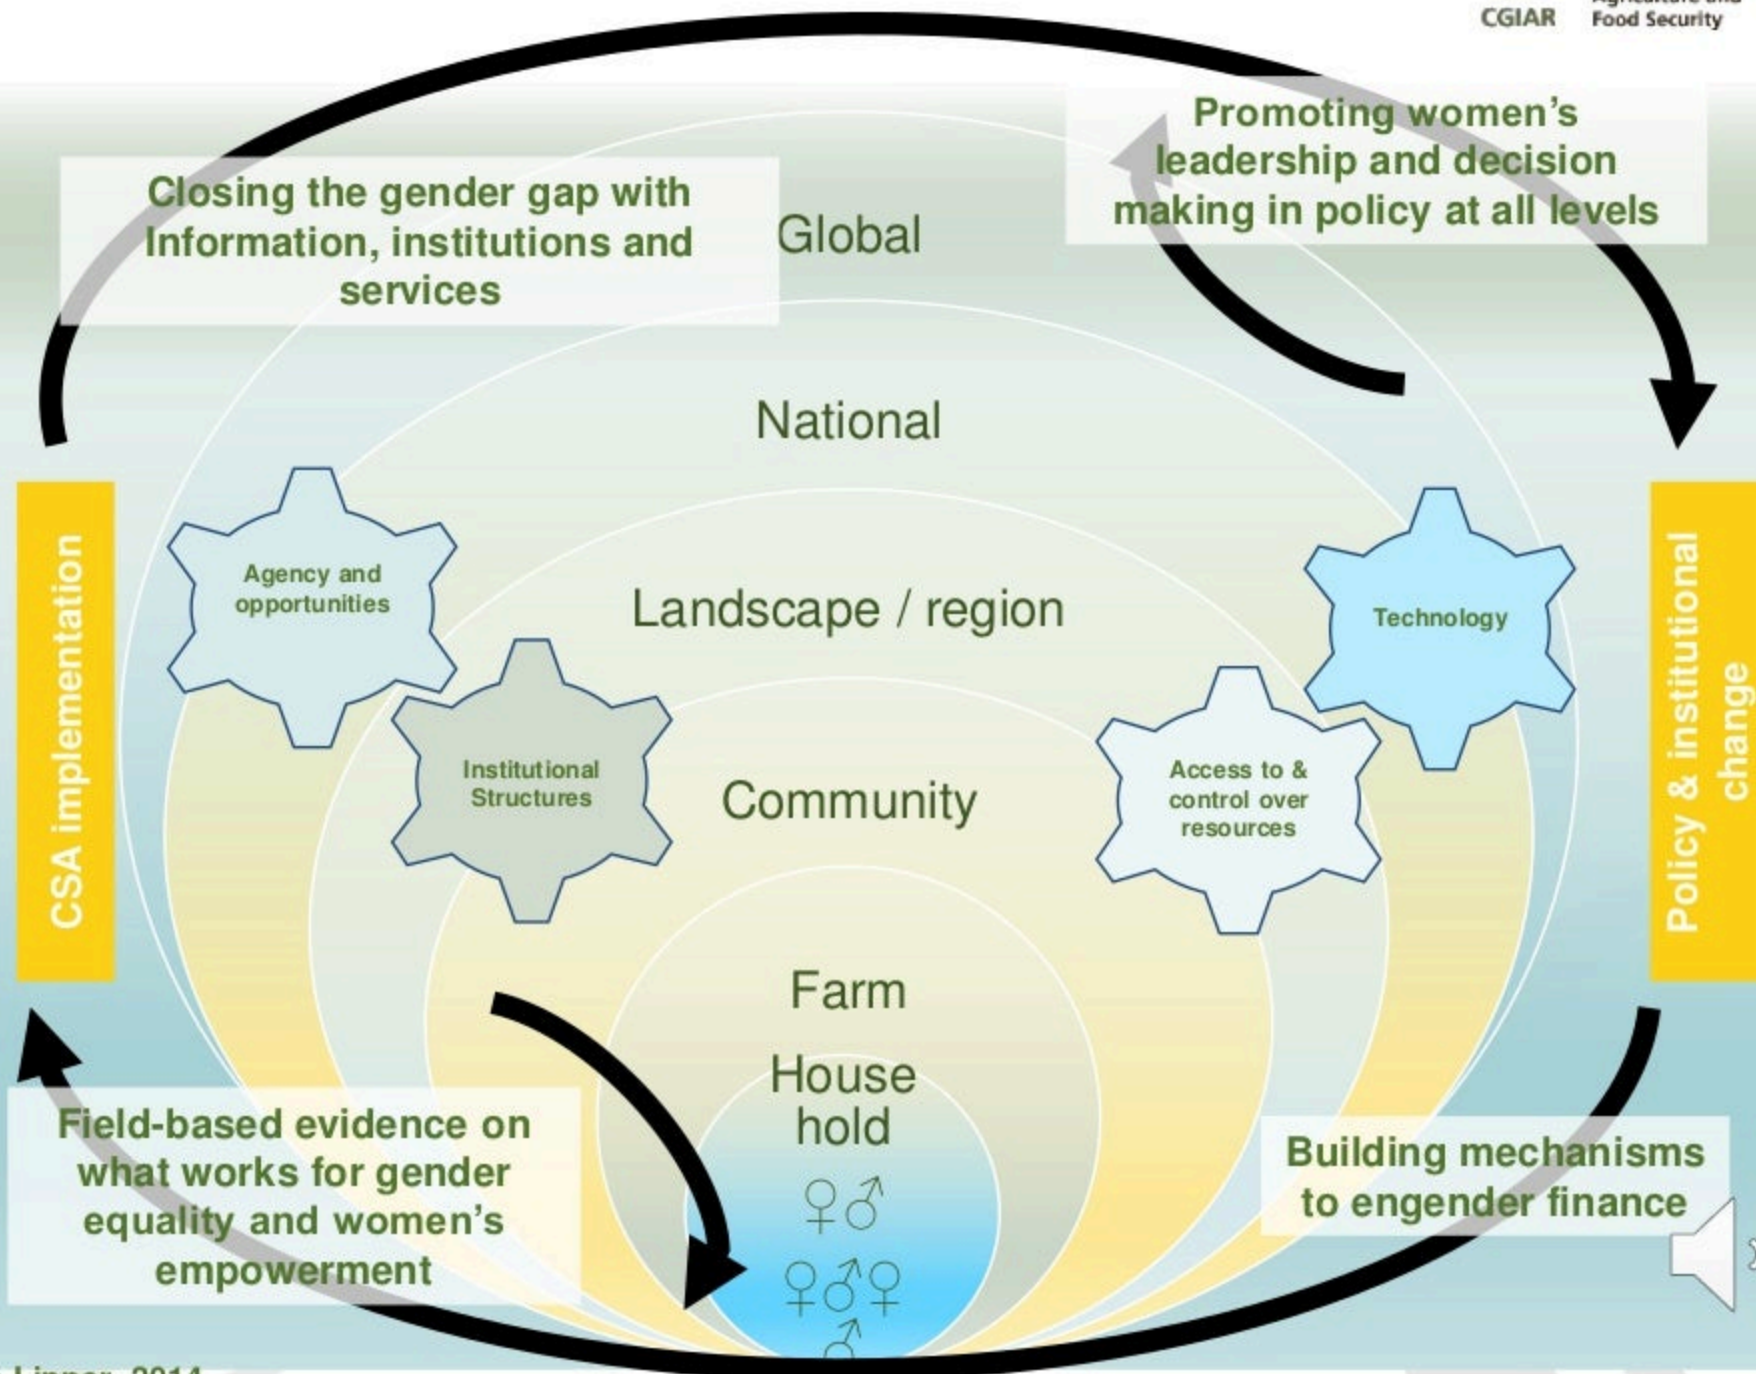 CGIAR
Food Security
Promoting women's
leadership and decision
making in policy at all levels
Closing the gender gap with
Information, institutions and
services
Global
National
Landscape / region
Community
Farm
House
hold
Agency and
opportunities
Institutional
Structures
Technology
Access to &
control over
resources
CSA implementation
Policy & institutional
change
Field-based evidence on
what works for gender
equality and women's
empowerment
Building mechanisms
to engender finance
♀♂
♀♂♀
♂